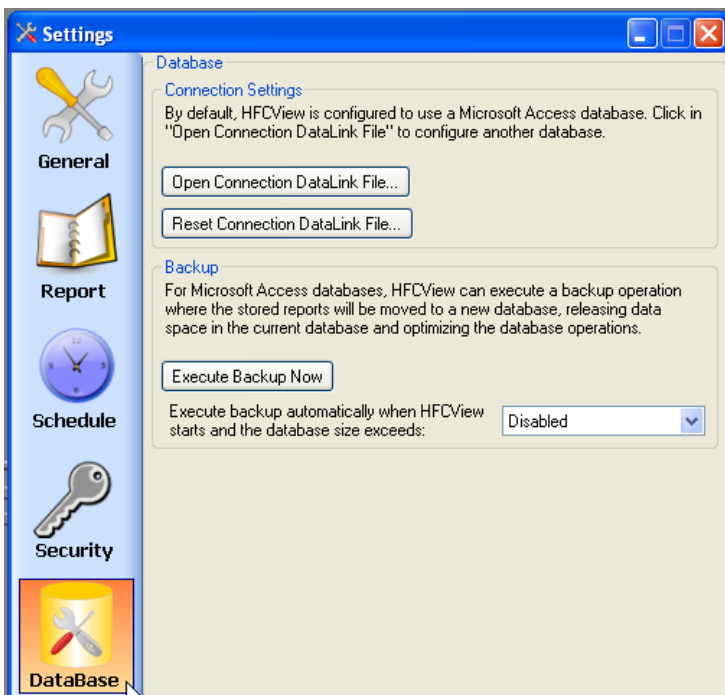 Settings
General
Report
Schedule
Security
DataBase
Database
Connection Settings
By default, HFCView is configured to use a Microsoft Access database. Click in
"Open Connection DataLink File" to configure another database.
Open Connection DataLink File...
Reset Connection DataLink File...
Backup
For Microsoft Access databases, HFCView can execute a backup operation
where the stored reports will be moved to a new database, releasing data
space in the current database and optimizing the database operations.
Execute Backup Now
Execute backup automatically when HFCView
starts and the database size exceeds:
Disabled